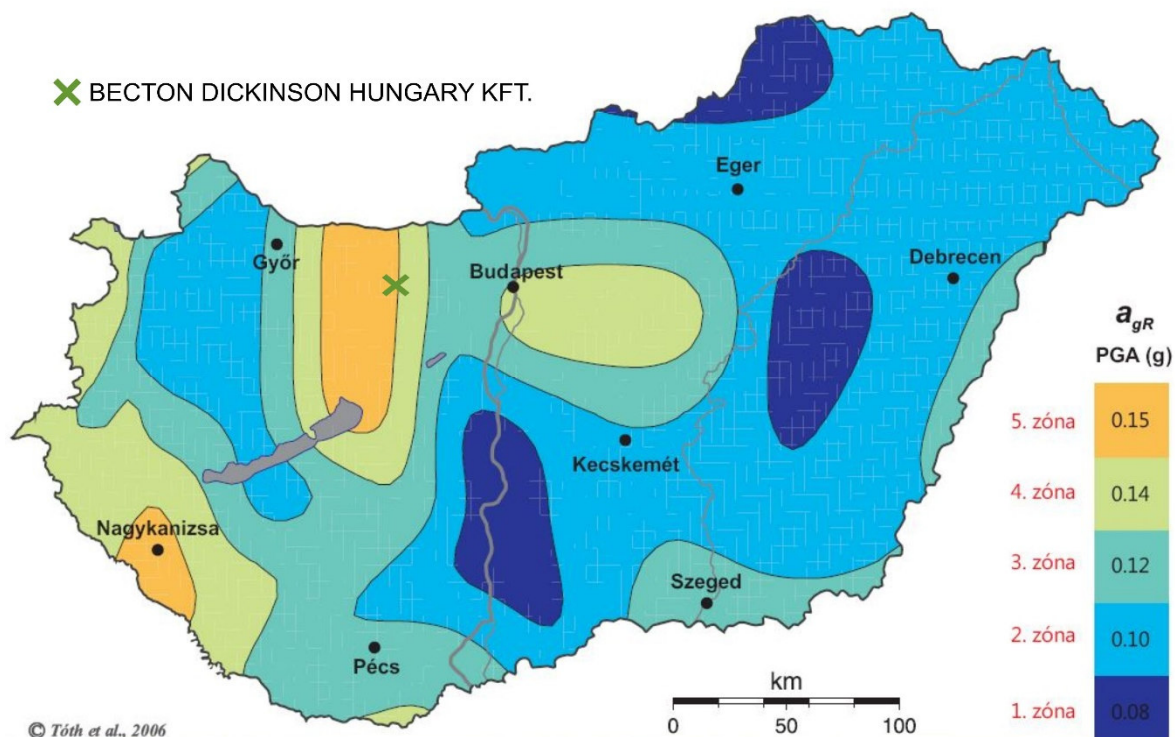 BECTON DICKINSON HUNGARY KFT.
Eger
Győr
Budapest
Debrecen
a_gR
PGA (g)
5. zóna 0.15
Kecskemét
4. zóna 0.14
Nagykanizsa
3. zóna 0.12
Szeged
2. zóna 0.10
Pécs
km
1. zóna 0.08
0 50 100
© Tóth et al., 2006